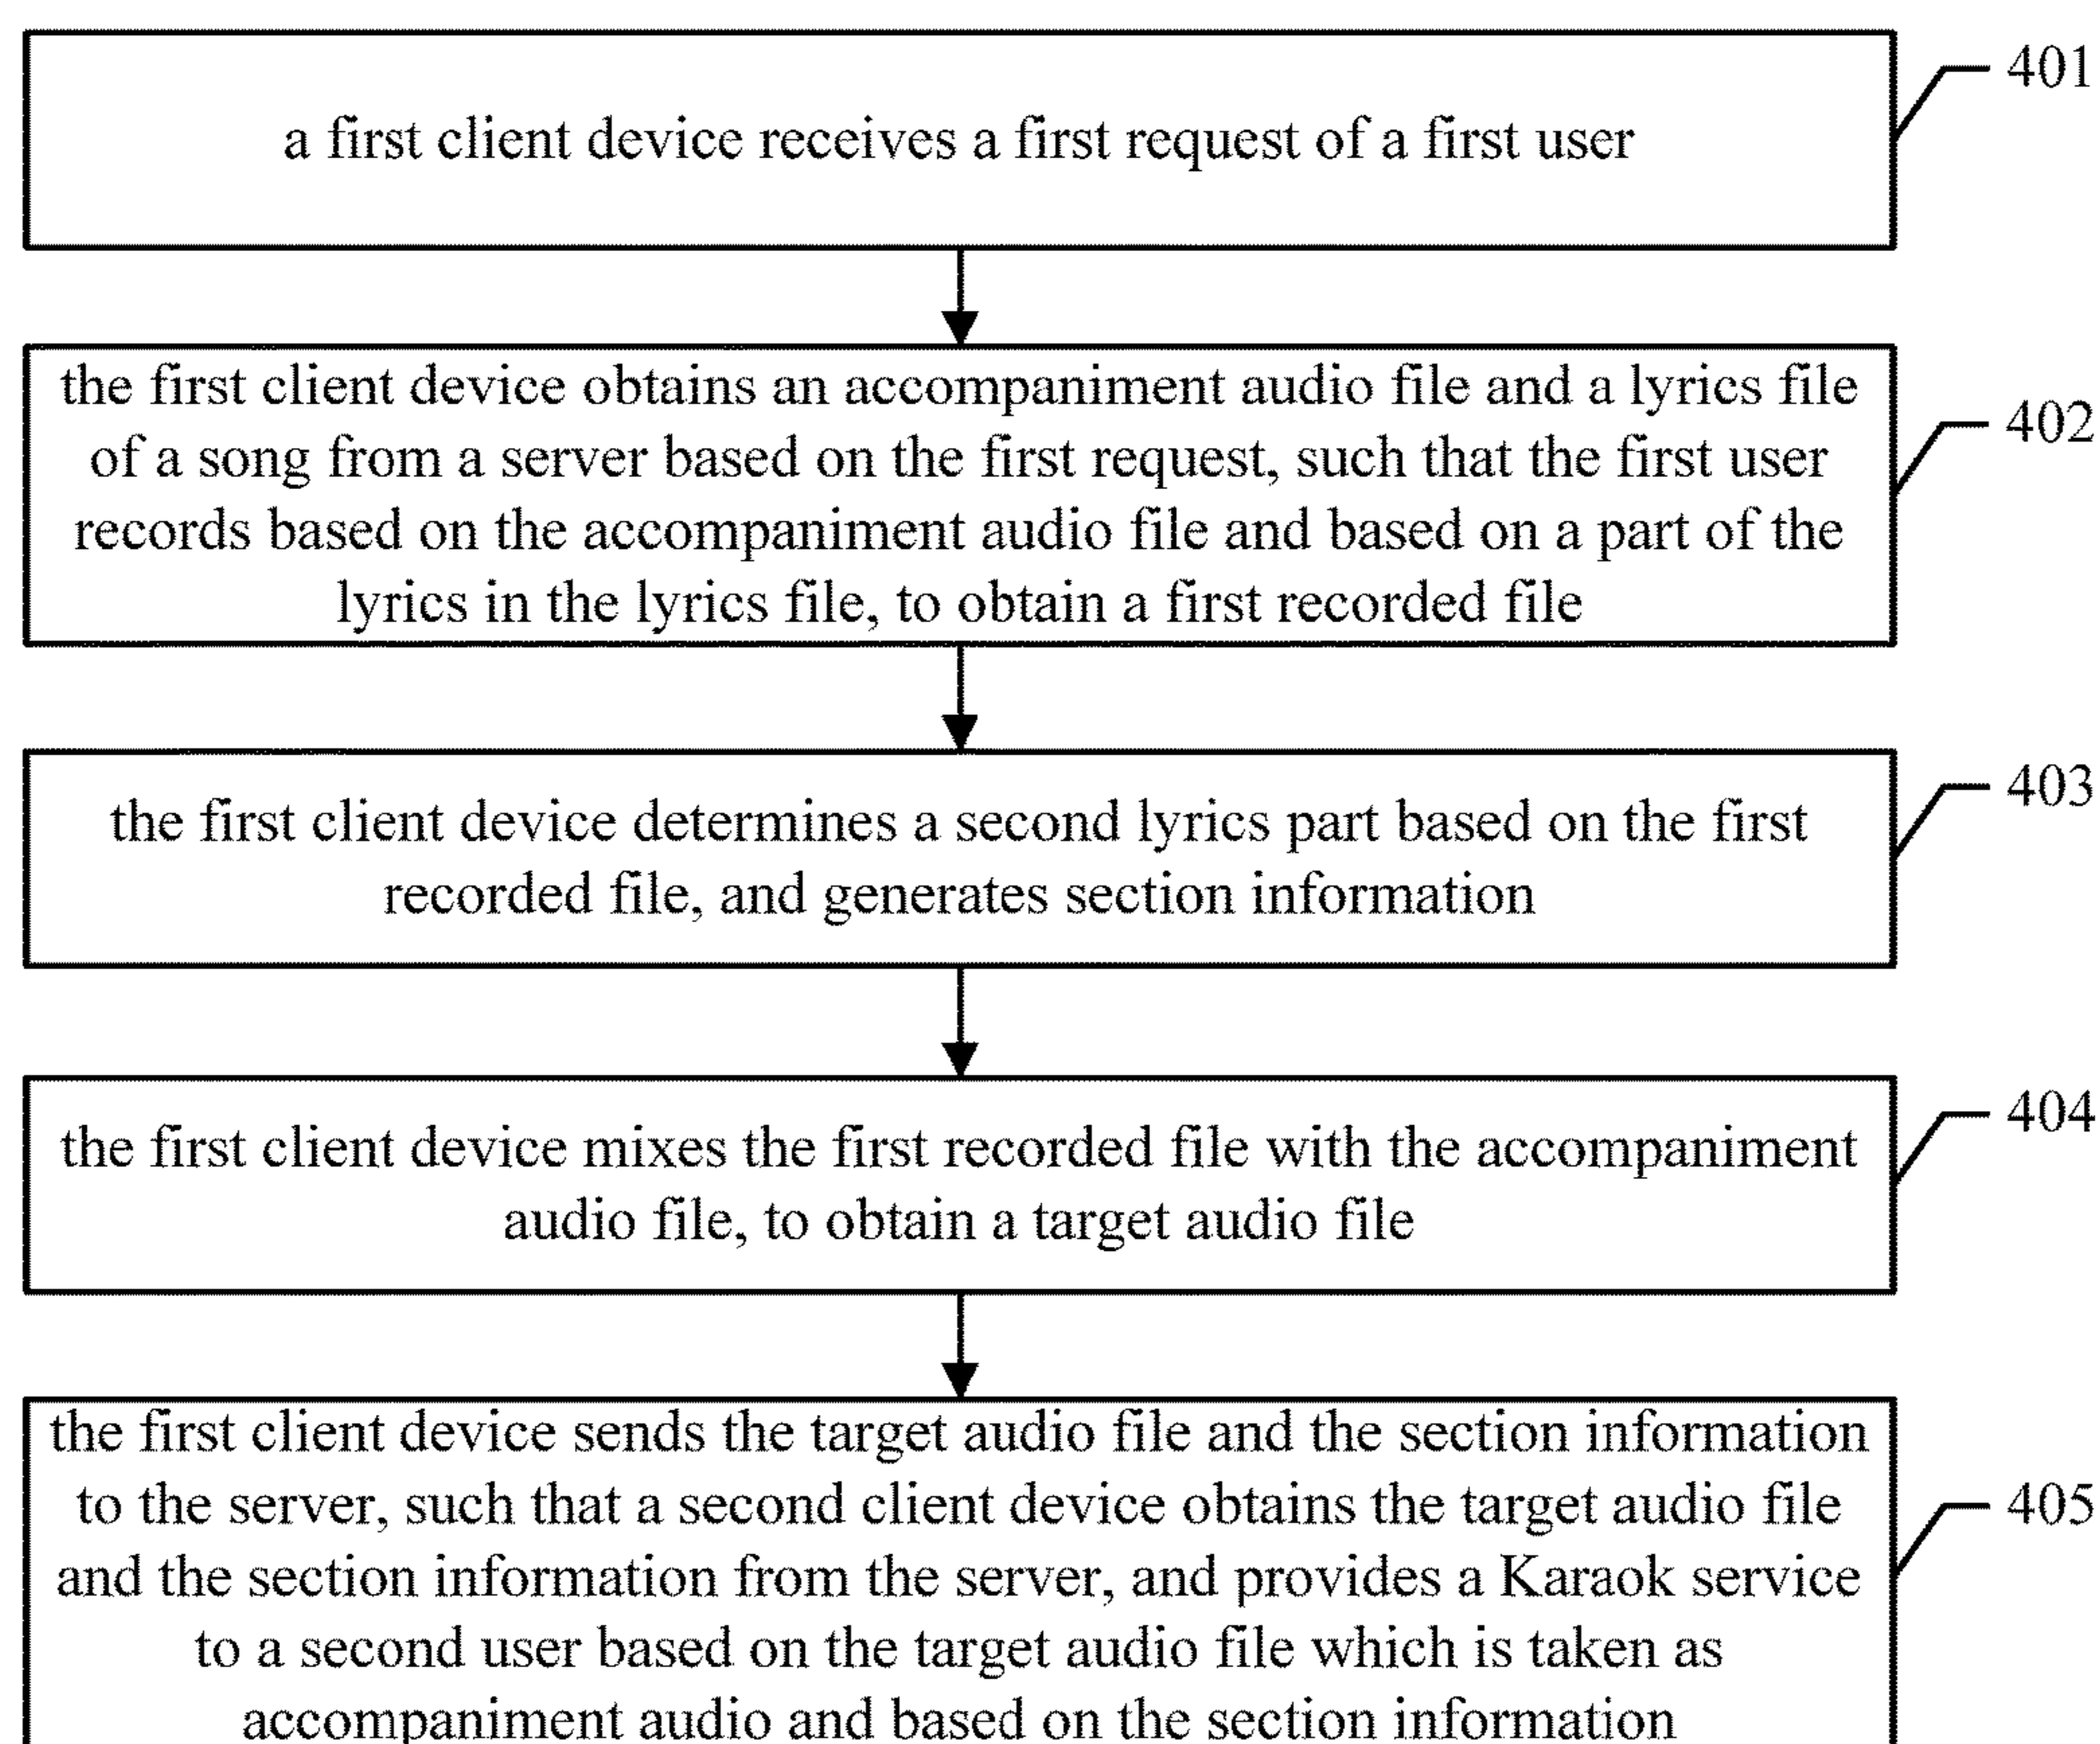 401
a first client device receives a first request of a first user
the first client device obtains an accompaniment audio file and a lyrics file
of a song from a server based on the first request, such that the first user
records based on the accompaniment audio file and based on a part of the
lyrics in the lyrics file, to obtain a first recorded file
402
the first client device determines a second lyrics part based on the first
recorded file, and generates section information
403
the first client device mixes the first recorded file with the accompaniment
audio file, to obtain a target audio file
404
the first client device sends the target audio file and the section information
to the server, such that a second client device obtains the target audio file
and the section information from the server, and provides a Karaok service
to a second user based on the target audio file which is taken as
accompaniment audio and based on the section information
405